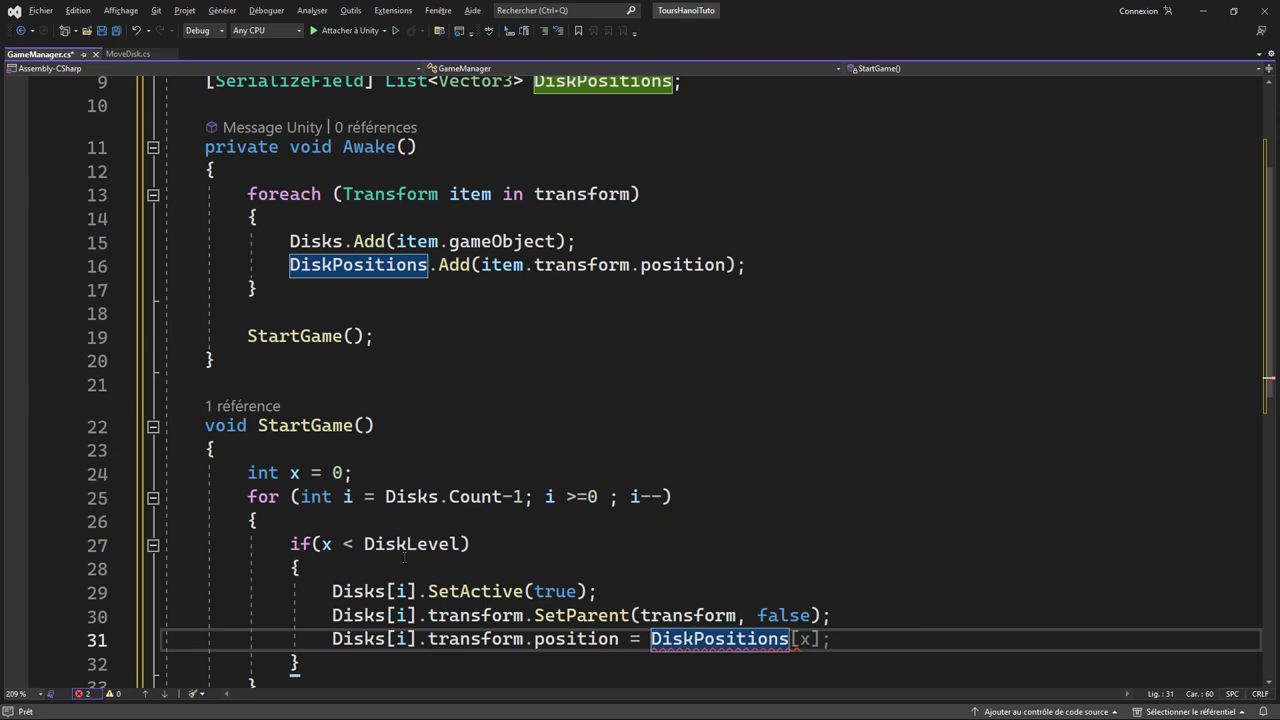 Fichier Edition Affichage Git Projet Générer Déboguer Analyser Outils Extensions Fenêtre Aide Rechercher (Ctrl+Q) ToursHanoiTuto Connexion
Debug Any CPU Attacher à Unity
GameManager.cs* MoveDisk.cs
Assembly-CSharp GameManager StartGame()
9 [SerializeField] List<Vector3> DiskPositions;
10
Message Unity | 0 références
11 private void Awake()
12 {
13 foreach (Transform item in transform)
14 {
15 Disks.Add(item.gameObject);
16 DiskPositions.Add(item.transform.position);
17 }
18
19 StartGame();
20 }
21
1 référence
22 void StartGame()
23 {
24 int x = 0;
25 for (int i = Disks.Count-1; i >=0 ; i--)
26 {
27 if(x < DiskLevel)
28 {
29 Disks[i].SetActive(true);
30 Disks[i].transform.SetParent(transform, false);
31 Disks[i].transform.position = DiskPositions[x];
32 }
33 }
209 % 2 0 Lig. : 31 Car. : 60 SPC CRLF
Prêt Ajouter au contrôle de code source Sélectionner le référentiel